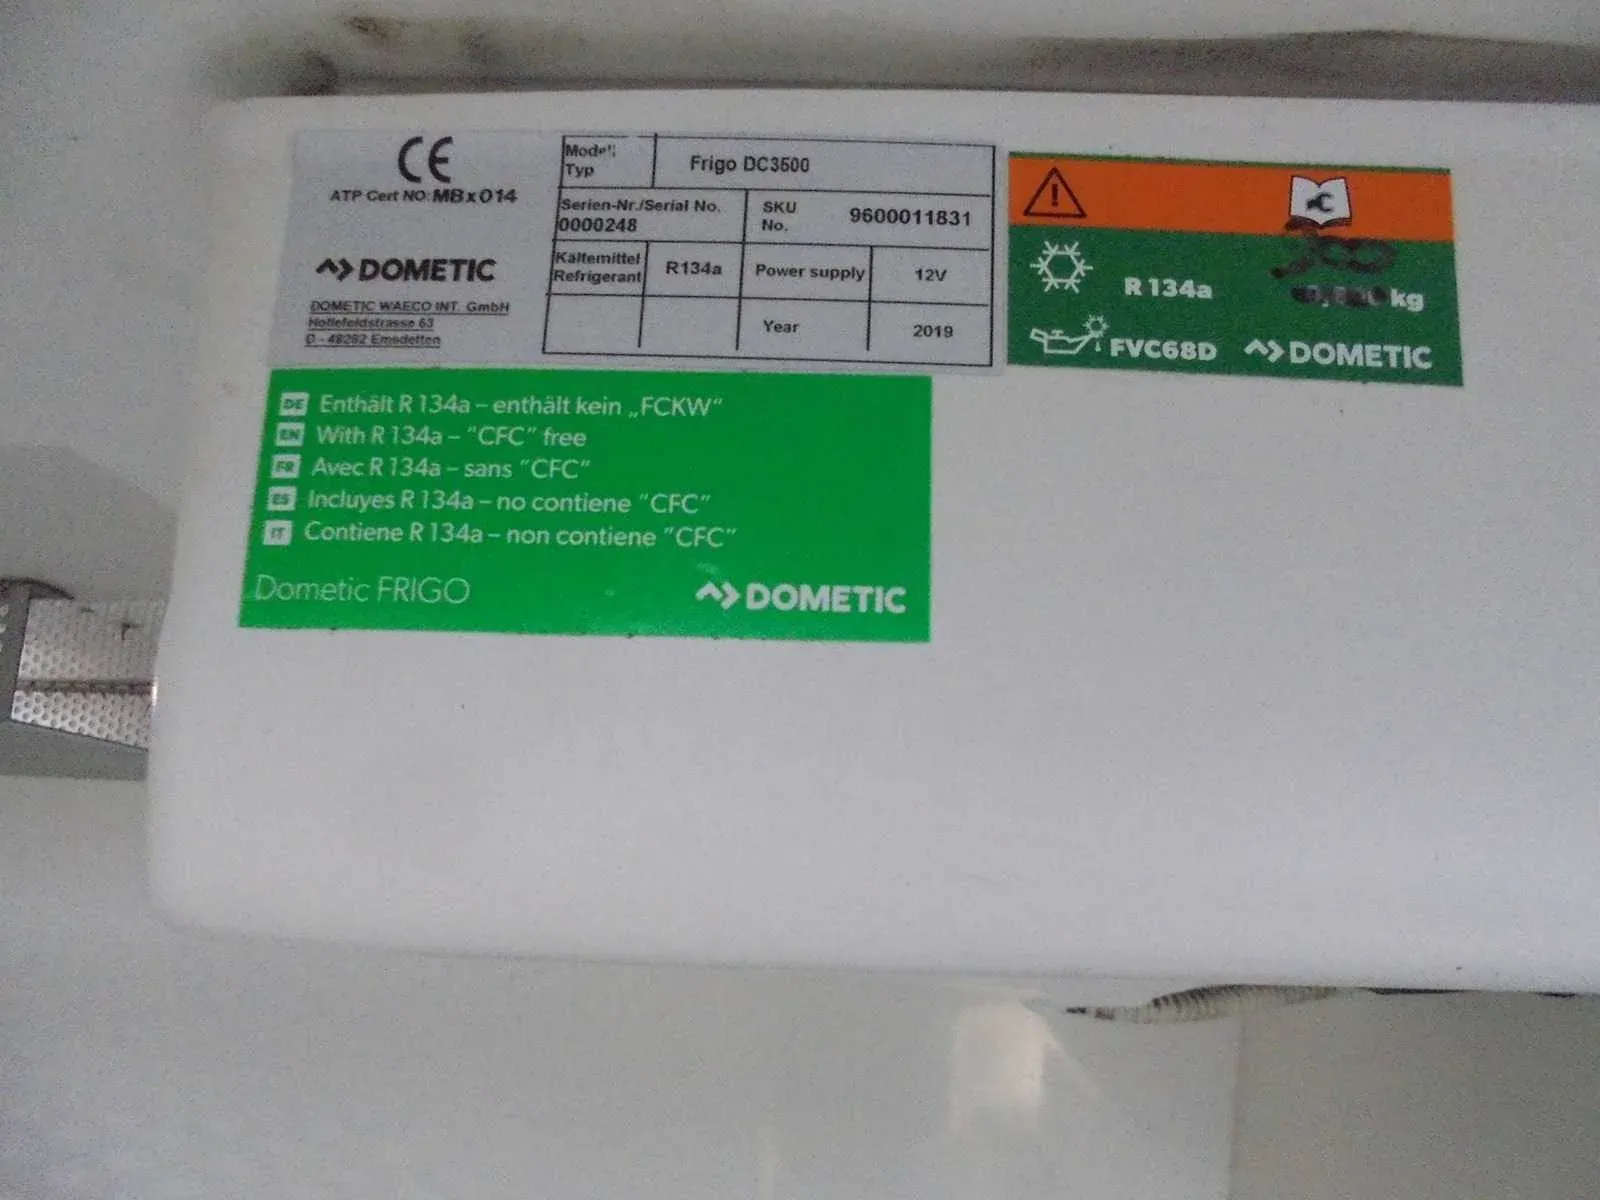 CE
ATP Cert NO: MBx014
DOMETIC
DOMETIC WAECO INT. GmbH
Hollefeldstrasse 63
D - 48282 Emsdetten
Model
Typ
Frigo DC3500
Serien-Nr./Serial No.
0000248
SKU
No.
9600011831
Kältemittel
Refrigerant
R134a
Power supply
12V
Year
2019
R 134a
kg
FVC68D
DOMETIC
DE Enthält R 134a – enthält kein „FCKW“
EN With R 134a – "CFC" free
FR Avec R 134a – sans "CFC"
ES Incluyes R 134a – no contiene "CFC"
IT Contiene R 134a – non contiene "CFC"
Dometic FRIGO
DOMETIC